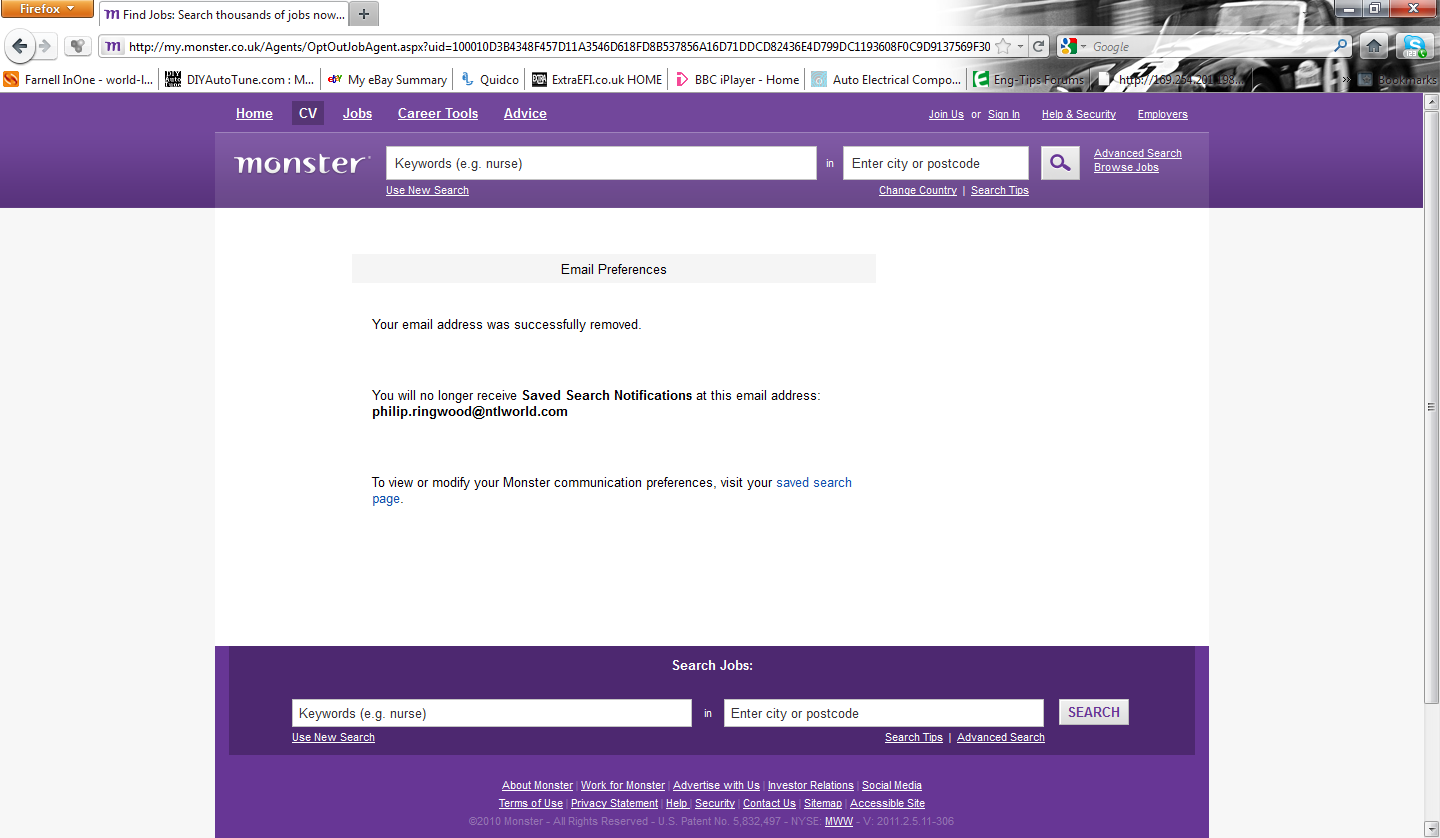 Firefox
Find Jobs: Search thousands of jobs now...
http://my.monster.co.uk/Agents/OptOutJobAgent.aspx?uid=100010D3B4348F457D11A3546D618FD8B537856A16D71DDCD82436E4D799DC1193608F0C9D9137569F30
Google
Farnell InOne - world-l... DIYAutoTune.com : M... My eBay Summary Quidco ExtraEFI.co.uk HOME BBC iPlayer - Home Auto Electrical Compo... Eng-Tips Forums http://169.254.201.198... » Bookmarks
Home CV Jobs Career Tools Advice Join Us or Sign In Help & Security Employers
monster Keywords (e.g. nurse) in Enter city or postcode Advanced Search
Browse Jobs
Use New Search Change Country | Search Tips
Email Preferences
Your email address was successfully removed.
You will no longer receive Saved Search Notifications at this email address:
philip.ringwood@ntlworld.com
To view or modify your Monster communication preferences, visit your saved search
page.
Search Jobs:
Keywords (e.g. nurse) in Enter city or postcode SEARCH
Use New Search Search Tips | Advanced Search
About Monster | Work for Monster | Advertise with Us | Investor Relations | Social Media
Terms of Use | Privacy Statement | Help | Security | Contact Us | Sitemap | Accessible Site
©2010 Monster - All Rights Reserved - U.S. Patent No. 5,832,497 - NYSE: MWW - V: 2011.2.5.11-306